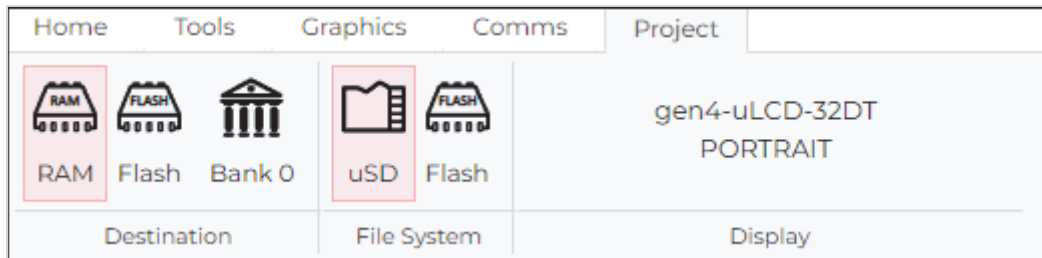 Home Tools Graphics Comms Project
RAM FLASH FLASH
gen4-uLCD-32DT
PORTRAIT
RAM Flash Bank 0 uSD Flash
Destination File System Display